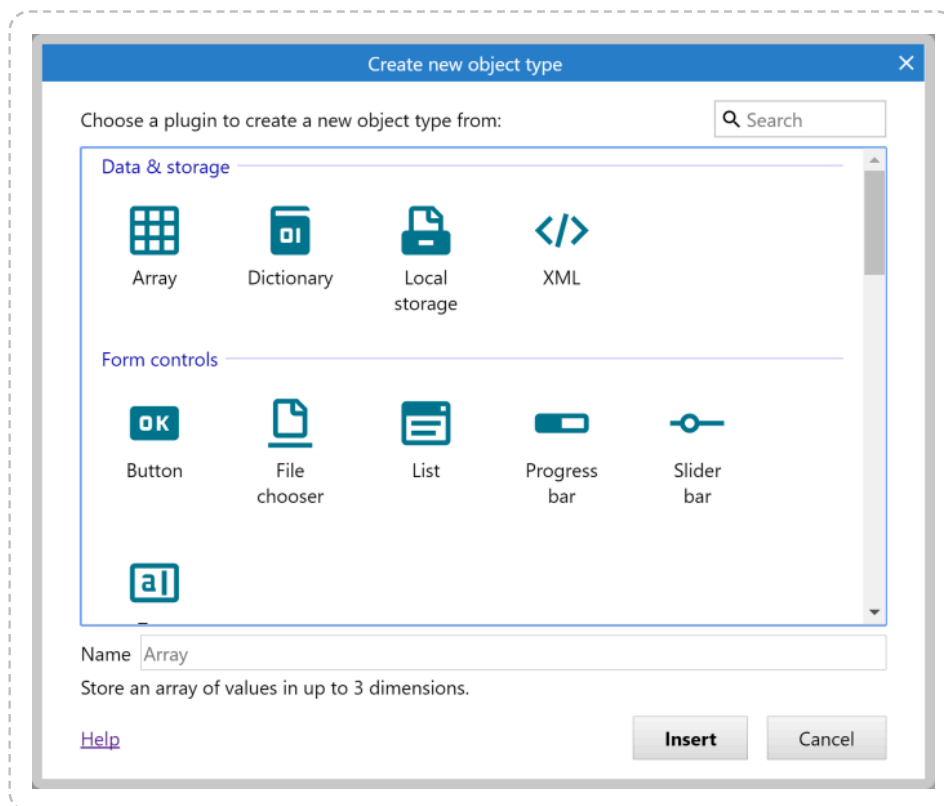 Create new object type
Choose a plugin to create a new object type from:
Search
Data & storage
Array
Dictionary
Local
storage
XML
Form controls
OK
Button
File
chooser
List
Progress
bar
Slider
bar
a
Name Array
Store an array of values in up to 3 dimensions.
Help
Insert
Cancel